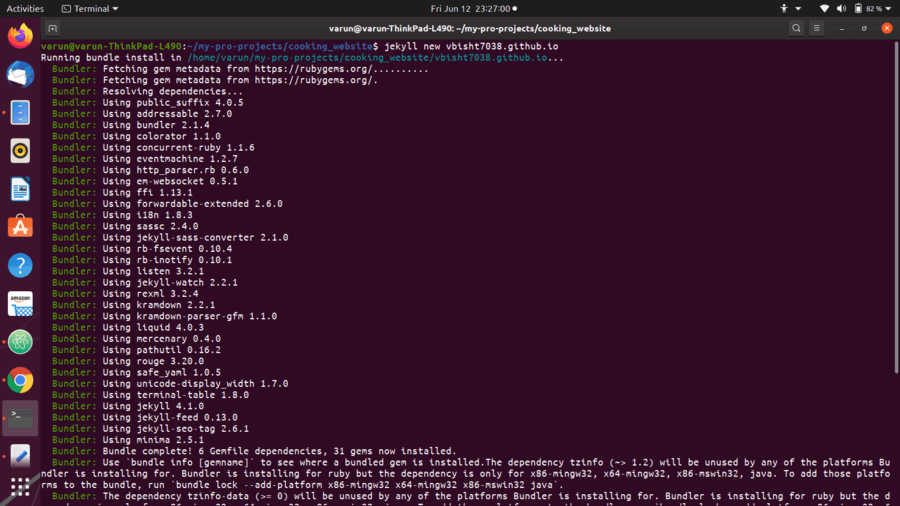 Activities
Terminal
Fri Jun 12 23:27:00
82 %
varun@varun-ThinkPad-L490: ~/my-pro-projects/cooking_website
varun@varun-ThinkPad-L490:~/my-pro-projects/cooking_website$ jekyll new vbisht7038.github.io
Running bundle install in /home/varun/my-pro-projects/cooking_website/vbisht7038.github.io...
Bundler: Fetching gem metadata from https://rubygems.org/..........
Bundler: Fetching gem metadata from https://rubygems.org/.
Bundler: Resolving dependencies...
Bundler: Using public_suffix 4.0.5
Bundler: Using addressable 2.7.0
Bundler: Using bundler 2.1.4
Bundler: Using colorator 1.1.0
Bundler: Using concurrent-ruby 1.1.6
Bundler: Using eventmachine 1.2.7
Bundler: Using http_parser.rb 0.6.0
Bundler: Using em-websocket 0.5.1
Bundler: Using ffi 1.13.1
Bundler: Using forwardable-extended 2.6.0
Bundler: Using i18n 1.8.3
Bundler: Using sassc 2.4.0
Bundler: Using jekyll-sass-converter 2.1.0
Bundler: Using rb-fsevent 0.10.4
Bundler: Using rb-inotify 0.10.1
Bundler: Using listen 3.2.1
Bundler: Using jekyll-watch 2.2.1
Bundler: Using rexml 3.2.4
Bundler: Using kramdown 2.2.1
Bundler: Using kramdown-parser-gfm 1.1.0
Bundler: Using liquid 4.0.3
Bundler: Using mercenary 0.4.0
Bundler: Using pathutil 0.16.2
Bundler: Using rouge 3.20.0
Bundler: Using safe_yaml 1.0.5
Bundler: Using unicode-display_width 1.7.0
Bundler: Using terminal-table 1.8.0
Bundler: Using jekyll 4.1.0
Bundler: Using jekyll-feed 0.13.0
Bundler: Using jekyll-seo-tag 2.6.1
Bundler: Using minima 2.5.1
Bundler: Bundle complete! 6 Gemfile dependencies, 31 gems now installed.
Bundler: Use `bundle info [gemname]` to see where a bundled gem is installed.The dependency tzinfo (~> 1.2) will be unused by any of the platforms Bu
ndler is installing for. Bundler is installing for ruby but the dependency is only for x86-mingw32, x64-mingw32, x86-mswin32, java. To add those platfo
rms to the bundle, run `bundle lock --add-platform x86-mingw32 x64-mingw32 x86-mswin32 java`.
Bundler: The dependency tzinfo-data (>= 0) will be unused by any of the platforms Bundler is installing for. Bundler is installing for ruby but the d
amazon